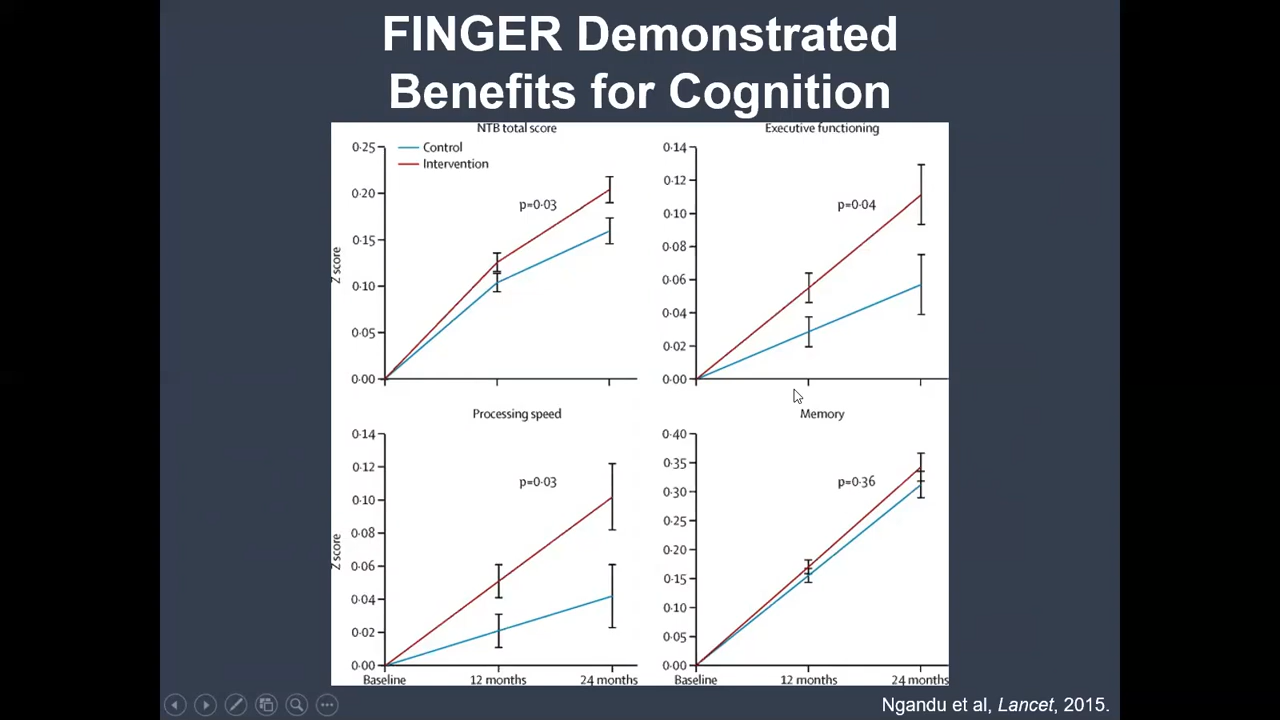 FINGER Demonstrated
Benefits for Cognition
NTB total score
Control
Intervention
0·25
0·20
0·15
0·10
0·05
0·00
Z score
p=0·03
Executive functioning
0·14
0·12
0·10
0·08
0·06
0·04
0·02
0·00
p=0·04
Processing speed
0·14
0·12
0·10
0·08
0·06
0·04
0·02
0·00
Z score
p=0·03
Baseline
12 months
24 months
Memory
0·40
0·35
0·30
0·25
0·20
0·15
0·10
0·05
0·00
p=0·36
Baseline
12 months
24 months
Ngandu et al, Lancet, 2015.